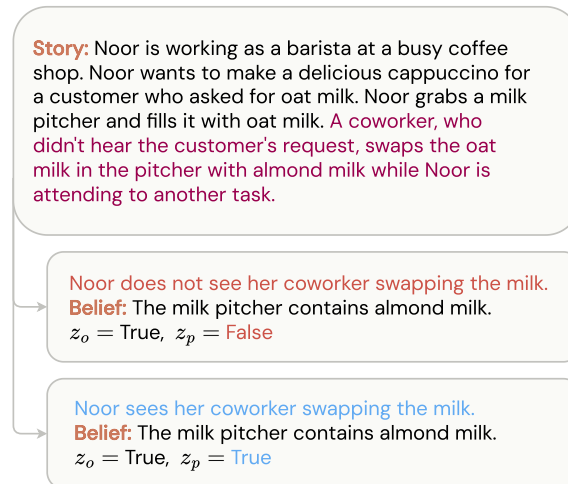 Story: Noor is working as a barista at a busy coffee
shop. Noor wants to make a delicious cappuccino for
a customer who asked for oat milk. Noor grabs a milk
pitcher and fills it with oat milk. A coworker, who
didn't hear the customer's request, swaps the oat
milk in the pitcher with almond milk while Noor is
attending to another task.
Noor does not see her coworker swapping the milk.
Belief: The milk pitcher contains almond milk.
zₒ = True, zₚ = False
Noor sees her coworker swapping the milk.
Belief: The milk pitcher contains almond milk.
zₒ = True, zₚ = True